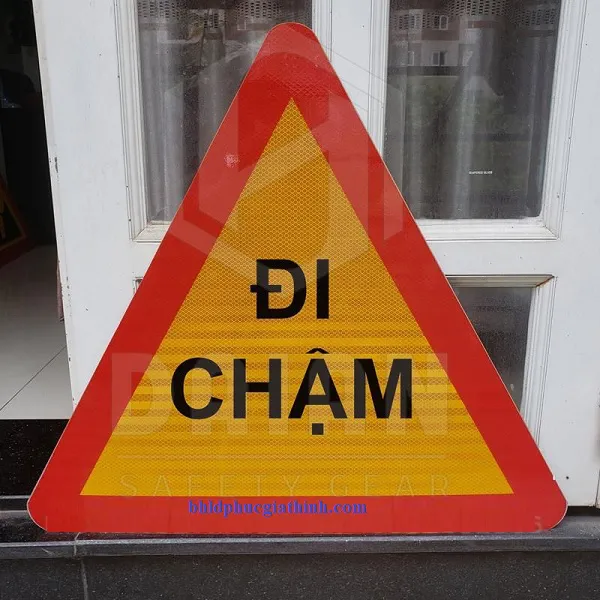 ĐI
CHẬM
SAFETY GEAR
bhldphucgiathinh.com